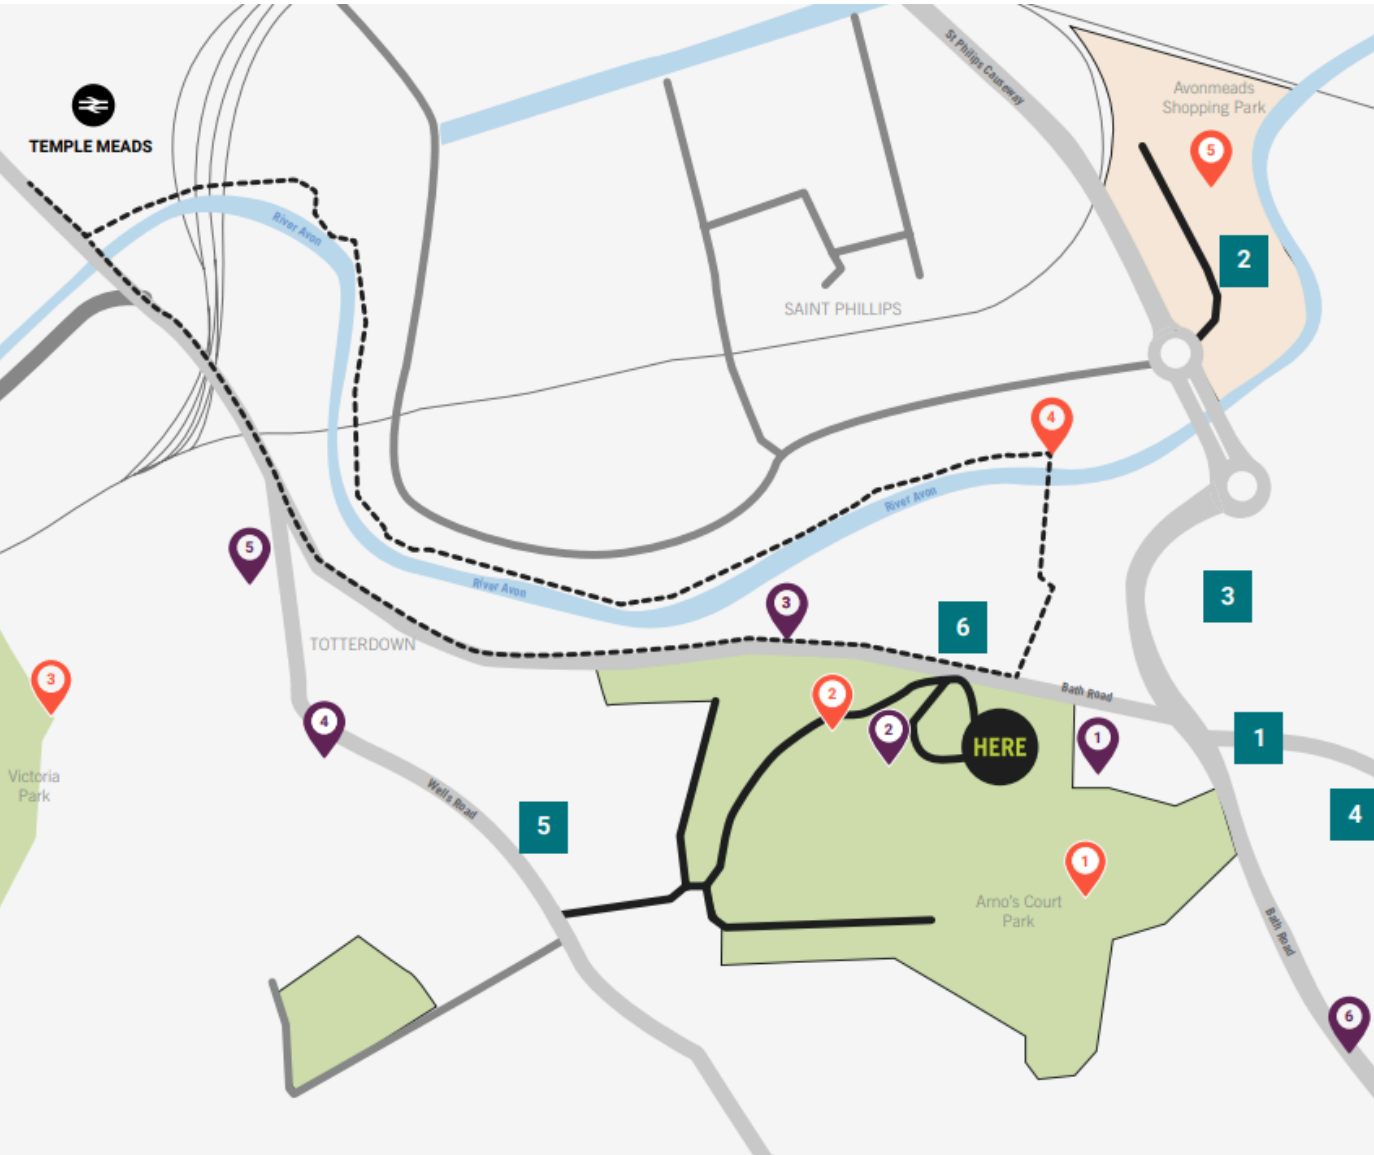 St Philips Causeway
Avonmeads
Shopping Park
5
TEMPLE MEADS
River Avon
2
SAINT PHILLIPS
4
River Avon
5
River Avon
3
3
6
TOTTERDOWN
3
Bath Road
2
2
1
1
4
HERE
Victoria
Park
Wells Road
5
4
1
Arno's Court
Park
Bath Road
6